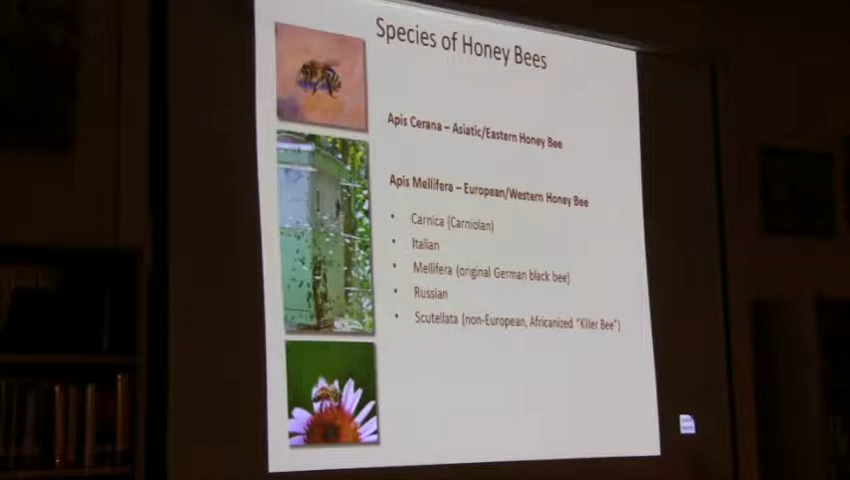 Species of Honey Bees
Apis Cerana – Asiatic/Eastern Honey Bee
Apis Mellifera – European/Western Honey Bee
• Carnica (Carniolan)
• Italian
• Mellifera (original German black bee)
• Russian
• Scutellata (non-European, Africanized "Killer Bee")